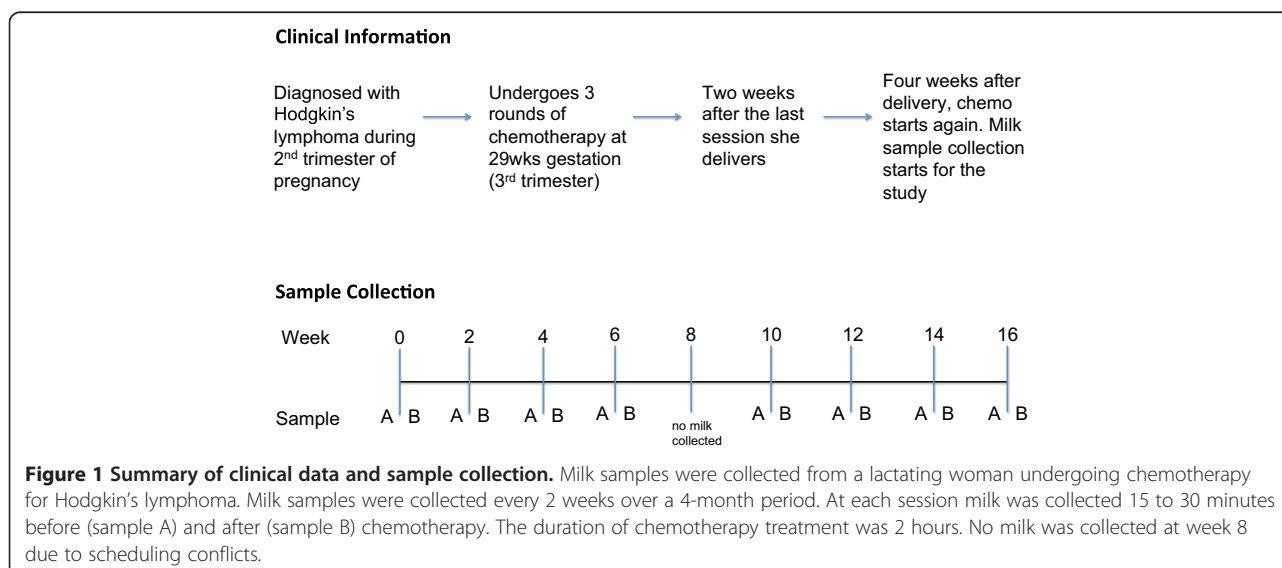 Clinical Information
Diagnosed with
Hodgkin's
lymphoma during
2nd trimester of
pregnancy
Undergoes 3
rounds of
chemotherapy at
29wks gestation
(3rd trimester)
Two weeks
after the last
session she
delivers
Four weeks after
delivery, chemo
starts again. Milk
sample collection
starts for the
study
Sample Collection
Week 0 2 4 6 8 10 12 14 16
Sample A B A B A B A B no milk collected A B A B A B A B
Figure 1 Summary of clinical data and sample collection. Milk samples were collected from a lactating woman undergoing chemotherapy
for Hodgkin's lymphoma. Milk samples were collected every 2 weeks over a 4-month period. At each session milk was collected 15 to 30 minutes
before (sample A) and after (sample B) chemotherapy. The duration of chemotherapy treatment was 2 hours. No milk was collected at week 8
due to scheduling conflicts.